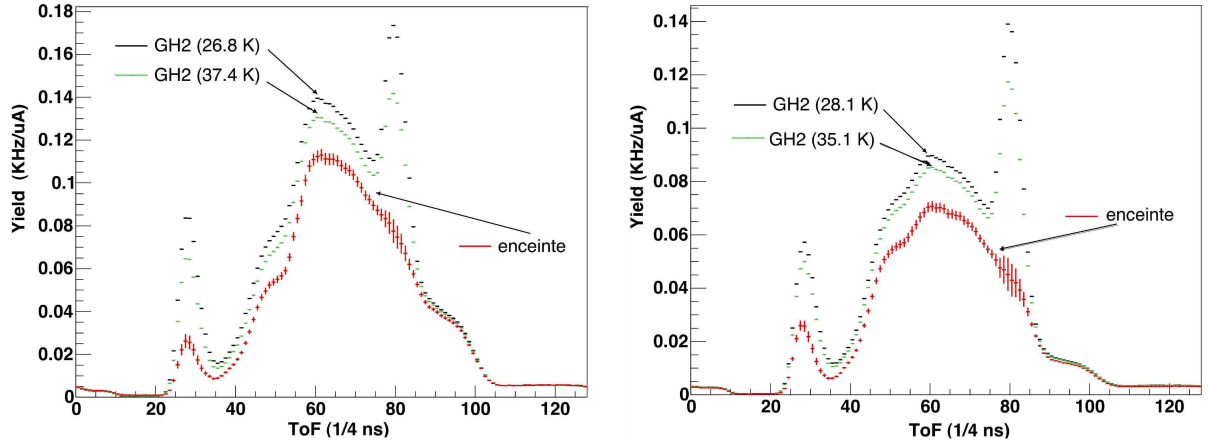 0.18
0.16
0.14
0.12
0.1
0.08
0.06
0.04
0.02
0
Yield (KHz/uA)
GH2 (26.8 K)
GH2 (37.4 K)
enceinte
0 20 40 60 80 100 120
ToF (1/4 ns)
0.14
0.12
0.1
0.08
0.06
0.04
0.02
0
Yield (KHz/uA)
GH2 (28.1 K)
GH2 (35.1 K)
enceinte
0 20 40 60 80 100 120
ToF (1/4 ns)